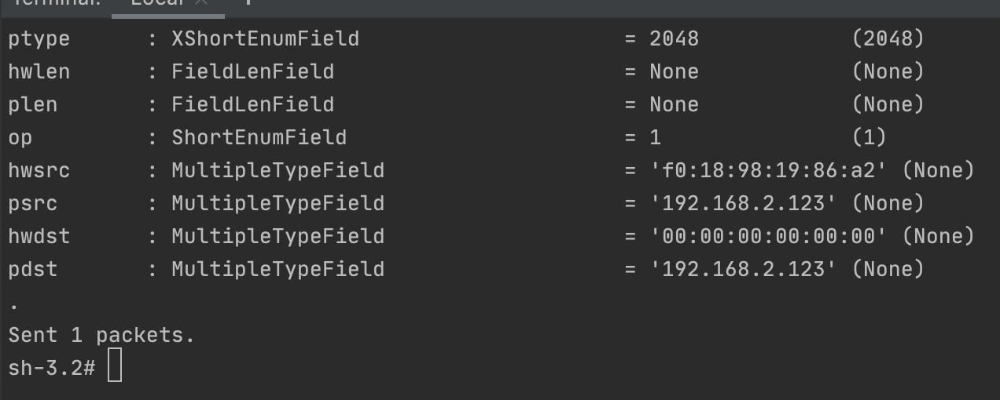 Terminal: Local ×
ptype : XShortEnumField = 2048 (2048)
hwlen : FieldLenField = None (None)
plen : FieldLenField = None (None)
op : ShortEnumField = 1 (1)
hwsrc : MultipleTypeField = 'f0:18:98:19:86:a2' (None)
psrc : MultipleTypeField = '192.168.2.123' (None)
hwdst : MultipleTypeField = '00:00:00:00:00:00' (None)
pdst : MultipleTypeField = '192.168.2.123' (None)
.
Sent 1 packets.
sh-3.2#